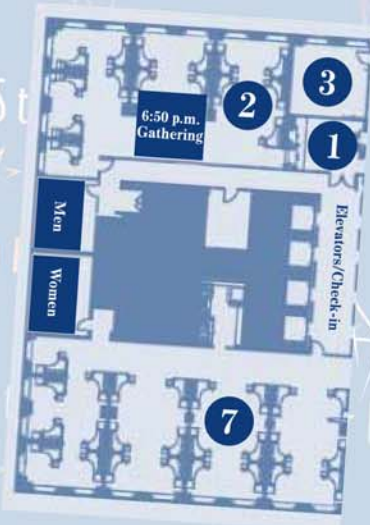 3
2
6:50 p.m.
Gathering
1
Men
Elevators/Check-in
Women
7